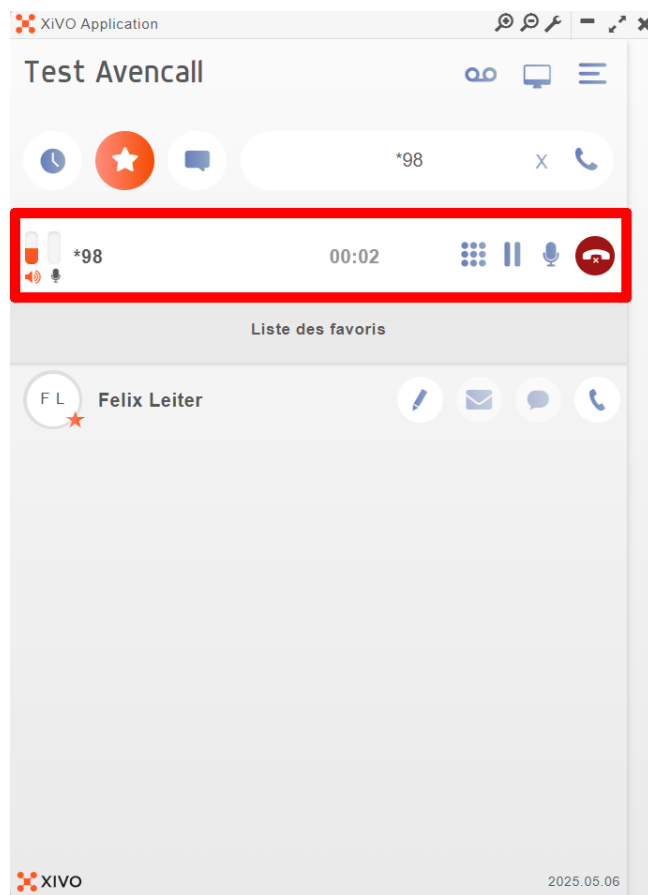 XiVO Application
Test Avencall
*98 X
*98 00:02
Liste des favoris
F L Felix Leiter
XIVO 2025.05.06